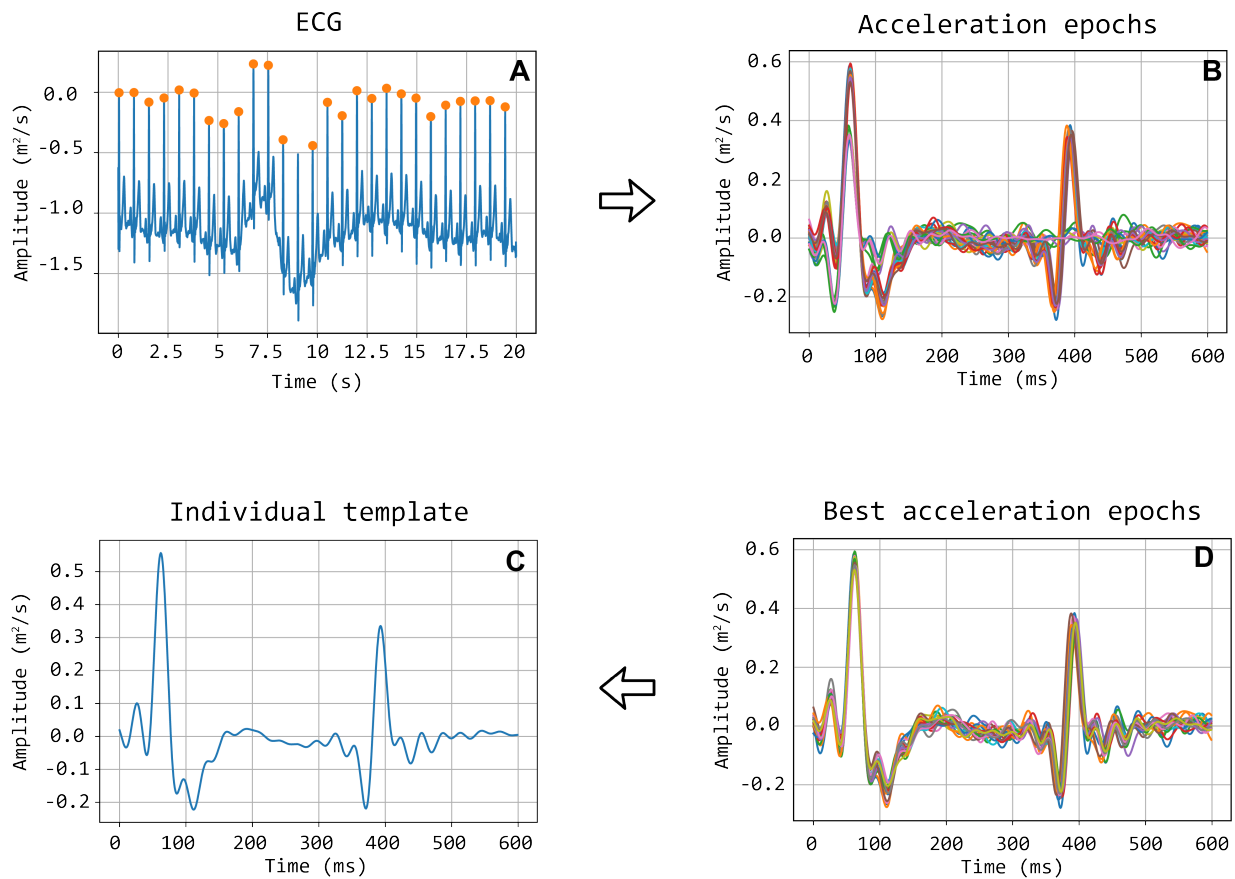 ECG
A
Amplitude (m²/s)
0.0
-0.5
-1.0
-1.5
0 2.5 5 7.5 10 12.5 15 17.5 20
Time (s)
Acceleration epochs
B
Amplitude (m²/s)
0.6
0.4
0.2
0.0
-0.2
0 100 200 300 400 500 600
Time (ms)
Individual template
C
Amplitude (m²/s)
0.5
0.4
0.3
0.2
0.1
0.0
-0.1
-0.2
0 100 200 300 400 500 600
Time (ms)
Best acceleration epochs
D
Amplitude (m²/s)
0.6
0.4
0.2
0.0
-0.2
0 100 200 300 400 500 600
Time (ms)